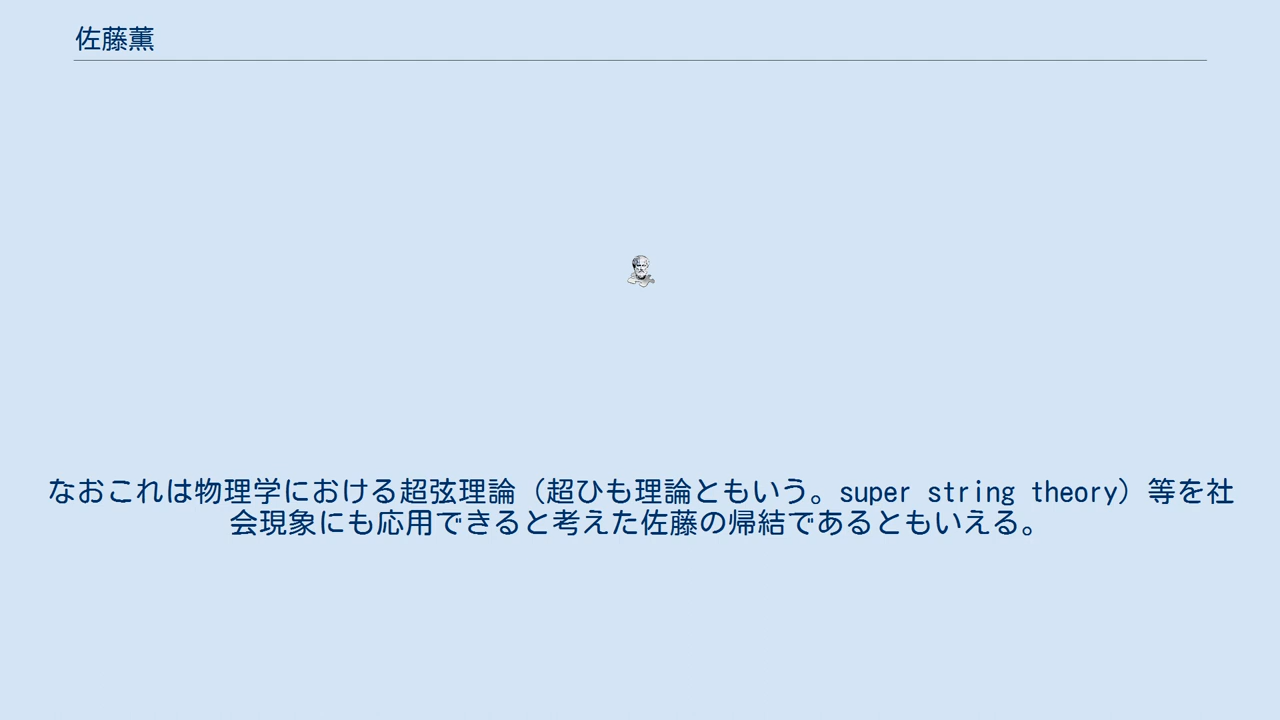 佐藤薫
なおこれは物理学における超弦理論（超ひも理論ともいう。super string theory）等を社
会現象にも応用できると考えた佐藤の帰結であるともいえる。